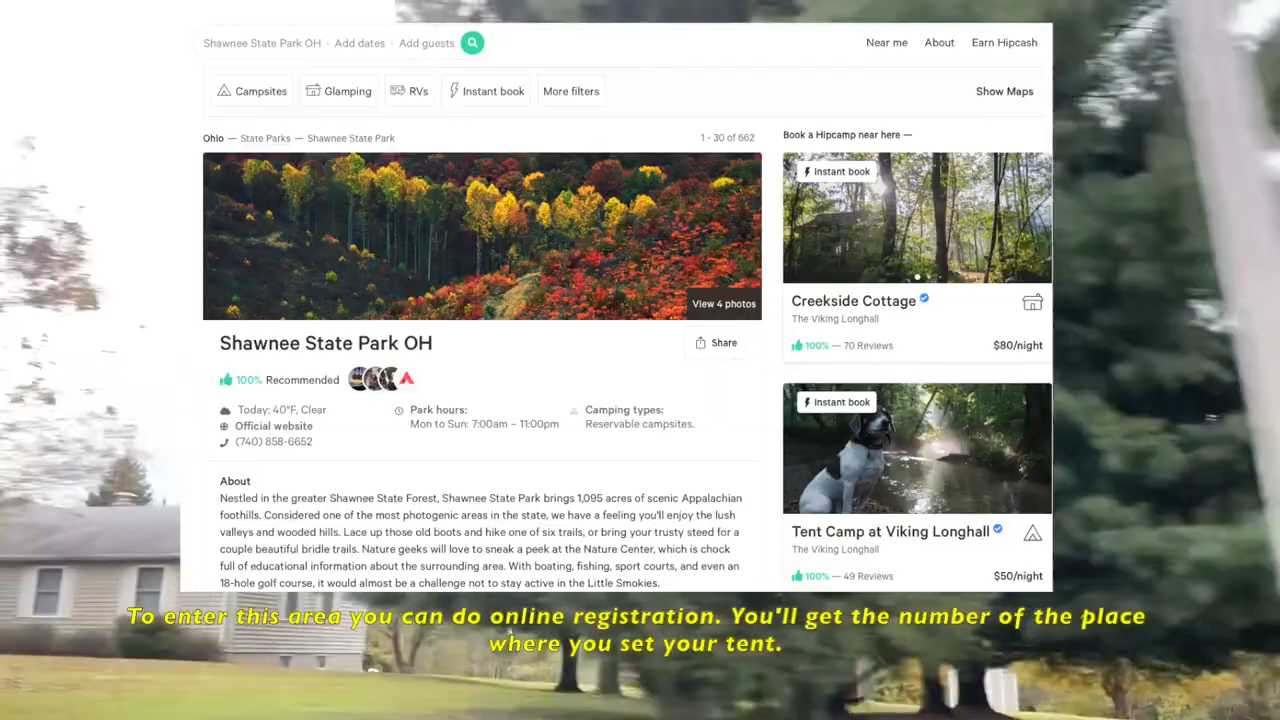 Shawnee State Park OH · Add dates · Add guests
Near me About Earn Hipcash
Campsites Glamping RVs Instant book More filters
Show Maps
Ohio — State Parks — Shawnee State Park
1 - 30 of 662
View 4 photos
Shawnee State Park OH
Share
100% Recommended
Today: 40°F, Clear
Official website
(740) 858-6652
Park hours:
Mon to Sun: 7:00am – 11:00pm
Camping types:
Reservable campsites.
About
Nestled in the greater Shawnee State Forest, Shawnee State Park brings 1,095 acres of scenic Appalachian
foothills. Considered one of the most photogenic areas in the state, we have a feeling you'll enjoy the lush
valleys and wooded hills. Lace up those old boots and hike one of six trails, or bring your trusty steed for a
couple beautiful bridle trails. Nature geeks will love to sneak a peek at the Nature Center, which is chock
full of educational information about the surrounding area. With boating, fishing, sport courts, and even an
18-hole golf course, it would almost be a challenge not to stay active in the Little Smokies.
Book a Hipcamp near here —
Instant book
Creekside Cottage
The Viking Longhall
100% — 70 Reviews
$80/night
Instant book
Tent Camp at Viking Longhall
The Viking Longhall
100% — 49 Reviews
$50/night
To enter this area you can do online registration. You'll get the number of the place
where you set your tent.